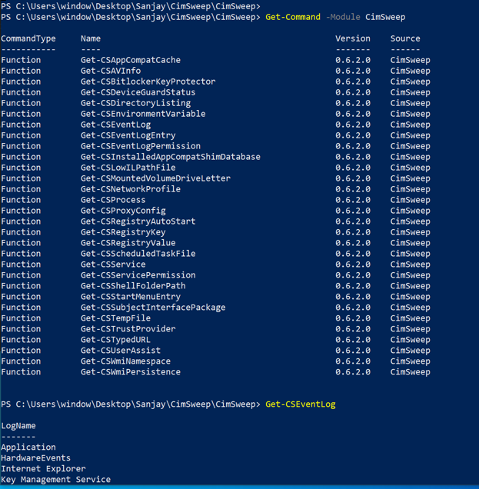 PS C:\Users\window\Desktop\Sanjay\CimSweep\CimSweep>
PS C:\Users\window\Desktop\Sanjay\CimSweep\CimSweep> Get-Command -Module CimSweep
CommandType Name Version Source
----------- ---- ------- ------
Function Get-CSAppCompatCache 0.6.2.0 CimSweep
Function Get-CSAVInfo 0.6.2.0 CimSweep
Function Get-CSBitlockerKeyProtector 0.6.2.0 CimSweep
Function Get-CSDeviceGuardStatus 0.6.2.0 CimSweep
Function Get-CSDirectoryListing 0.6.2.0 CimSweep
Function Get-CSEnvironmentVariable 0.6.2.0 CimSweep
Function Get-CSEventLog 0.6.2.0 CimSweep
Function Get-CSEventLogEntry 0.6.2.0 CimSweep
Function Get-CSEventLogPermission 0.6.2.0 CimSweep
Function Get-CSInstalledAppCompatShimDatabase 0.6.2.0 CimSweep
Function Get-CSLowILPathFile 0.6.2.0 CimSweep
Function Get-CSMountedVolumeDriveLetter 0.6.2.0 CimSweep
Function Get-CSNetworkProfile 0.6.2.0 CimSweep
Function Get-CSProcess 0.6.2.0 CimSweep
Function Get-CSProxyConfig 0.6.2.0 CimSweep
Function Get-CSRegistryAutoStart 0.6.2.0 CimSweep
Function Get-CSRegistryKey 0.6.2.0 CimSweep
Function Get-CSRegistryValue 0.6.2.0 CimSweep
Function Get-CSScheduledTaskFile 0.6.2.0 CimSweep
Function Get-CSService 0.6.2.0 CimSweep
Function Get-CSServicePermission 0.6.2.0 CimSweep
Function Get-CSShellFolderPath 0.6.2.0 CimSweep
Function Get-CSStartMenuEntry 0.6.2.0 CimSweep
Function Get-CSSubjectInterfacePackage 0.6.2.0 CimSweep
Function Get-CSTempFile 0.6.2.0 CimSweep
Function Get-CSTrustProvider 0.6.2.0 CimSweep
Function Get-CSTypedURL 0.6.2.0 CimSweep
Function Get-CSUserAssist 0.6.2.0 CimSweep
Function Get-CSWmiNamespace 0.6.2.0 CimSweep
Function Get-CSWmiPersistence 0.6.2.0 CimSweep
PS C:\Users\window\Desktop\Sanjay\CimSweep\CimSweep> Get-CSEventLog
LogName
-------
Application
HardwareEvents
Internet Explorer
Key Management Service